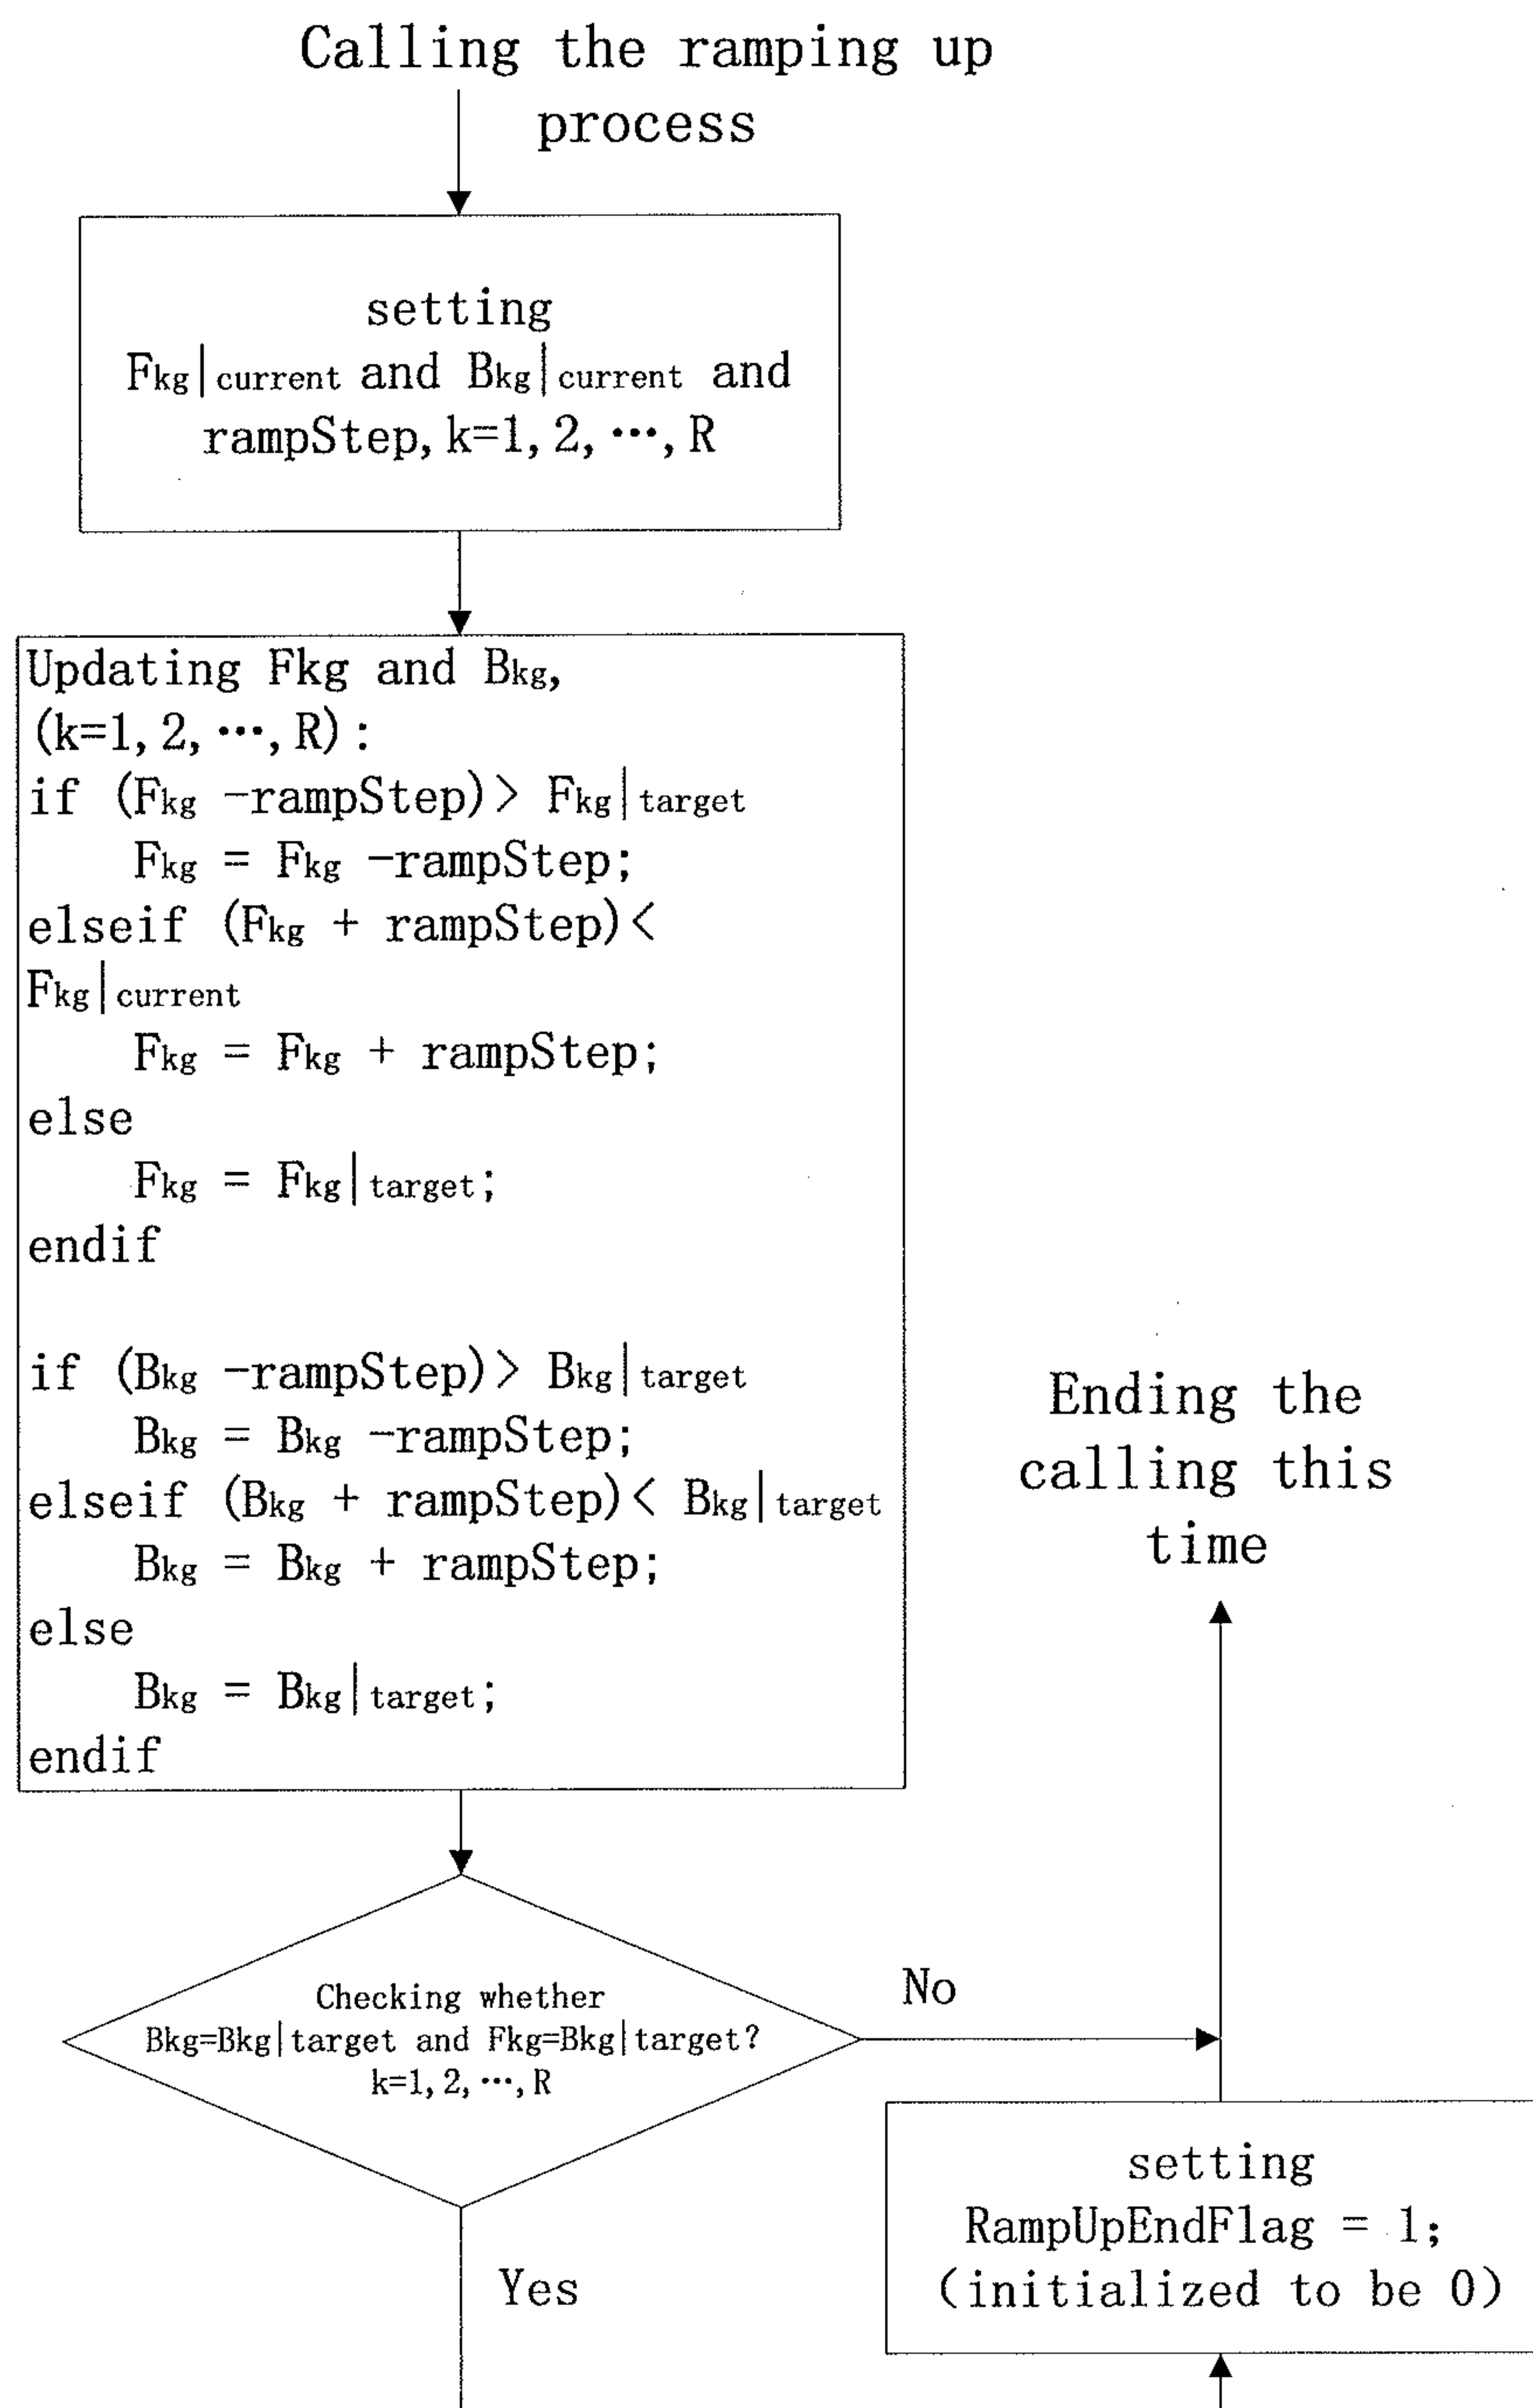 Calling the ramping up
process
setting
Fkg|current and Bkg|current and
rampStep, k=1, 2, ···, R
Updating Fkg and Bkg,
(k=1, 2, ···, R):
if (Fkg -rampStep)> Fkg|target
Fkg = Fkg -rampStep;
elseif (Fkg + rampStep)<
Fkg|current
Fkg = Fkg + rampStep;
else
Fkg = Fkg|target;
endif
if (Bkg -rampStep)> Bkg|target
Bkg = Bkg -rampStep;
elseif (Bkg + rampStep)< Bkg|target
Bkg = Bkg + rampStep;
else
Bkg = Bkg|target;
endif
Checking whether
Bkg=Bkg|target and Fkg=Bkg|target?
k=1, 2, ···, R
No
Yes
setting
RampUpEndFlag = 1;
(initialized to be 0)
Ending the
calling this
time